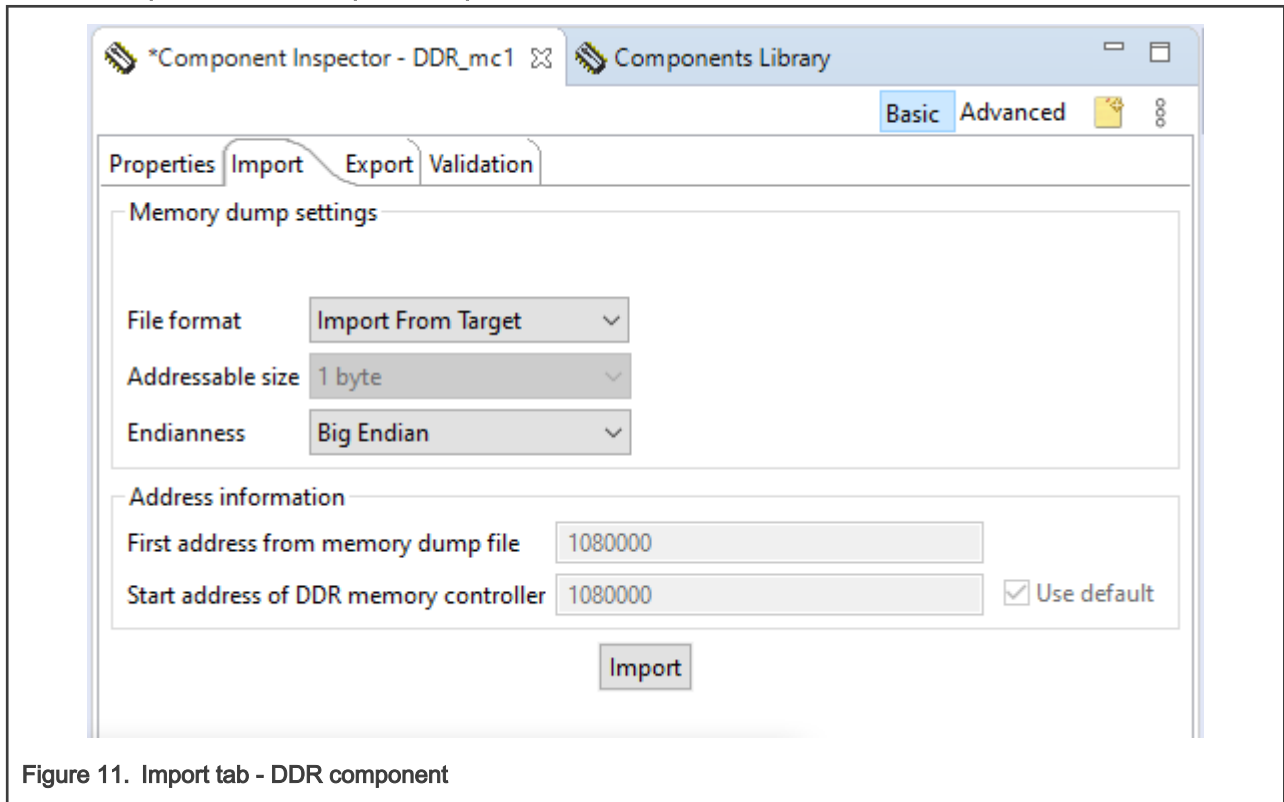 *Component Inspector - DDR_mc1 Components Library
Basic Advanced
Properties Import Export Validation
Memory dump settings
File format Import From Target
Addressable size 1 byte
Endianness Big Endian
Address information
First address from memory dump file 1080000
Start address of DDR memory controller 1080000 Use default
Import
Figure 11. Import tab - DDR component